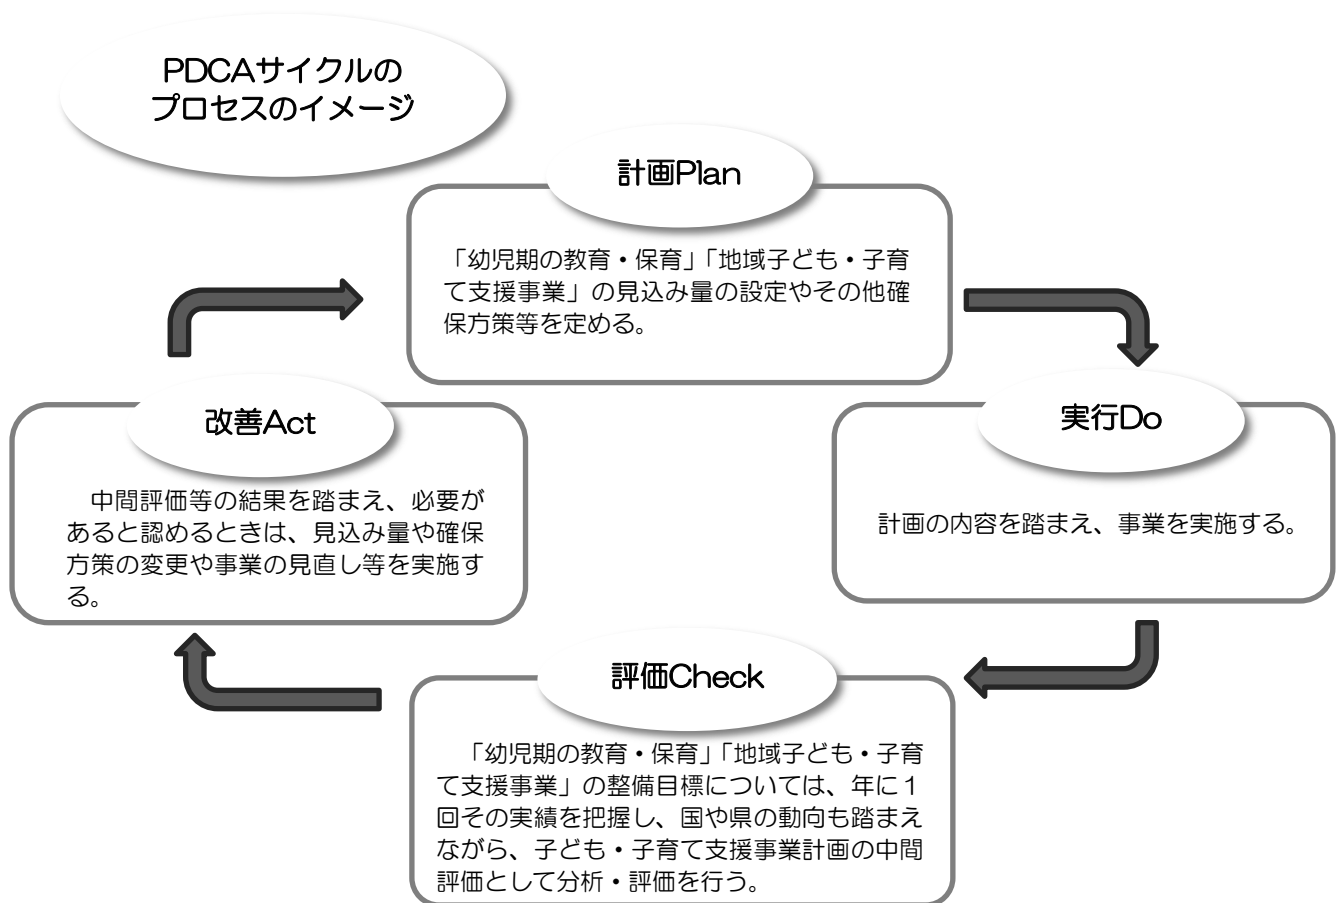 PDCAサイクルの
プロセスのイメージ
計画Plan
「幼児期の教育・保育」「地域子ども・子育
て支援事業」の見込み量の設定やその他確
保方策等を定める。
改善Act
中間評価等の結果を踏まえ、必要が
あると認めるときは、見込み量や確保
方策の変更や事業の見直し等を実施す
る。
実行Do
計画の内容を踏まえ、事業を実施する。
評価Check
「幼児期の教育・保育」「地域子ども・子育
て支援事業」の整備目標については、年に１
回その実績を把握し、国や県の動向も踏まえ
ながら、子ども・子育て支援事業計画の中間
評価として分析・評価を行う。